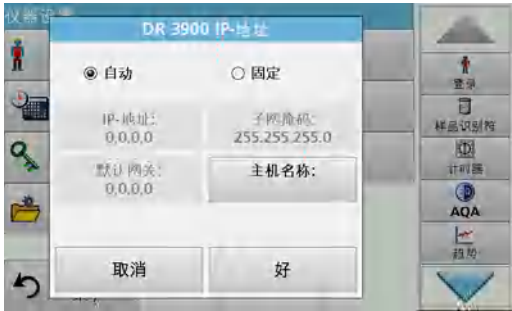 仪器设置
DR 3900 IP-地址
自动
固定
IP-地址:
0,0,0,0
子网掩码:
255.255.255.0
默认网关:
0,0,0,0
主机名称:
取消
好
登录
样品识别符
计时器
AQA
趋势